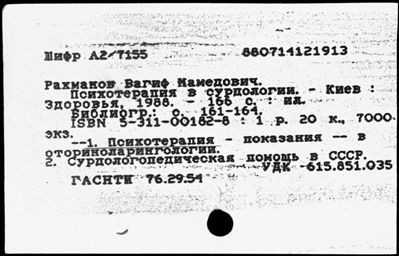 Шифр А2/7155 880714121913
Рахманов Вагиф Мамедович.
Психотерапия в сурдологии. - Киев :
Здоровья, 1988. - 166 с. : ил.
Библиогр.: с. 161-164.
ISBN 5-311-00182-8 : 1 р. 20 к., 7000
экз.
--1. Психотерапия - показания -- в
оториноларингологии.
2. Сурдологопедическая помощь в СССР.
УДК 615.851.035
ГАСНТИ 76.29.54